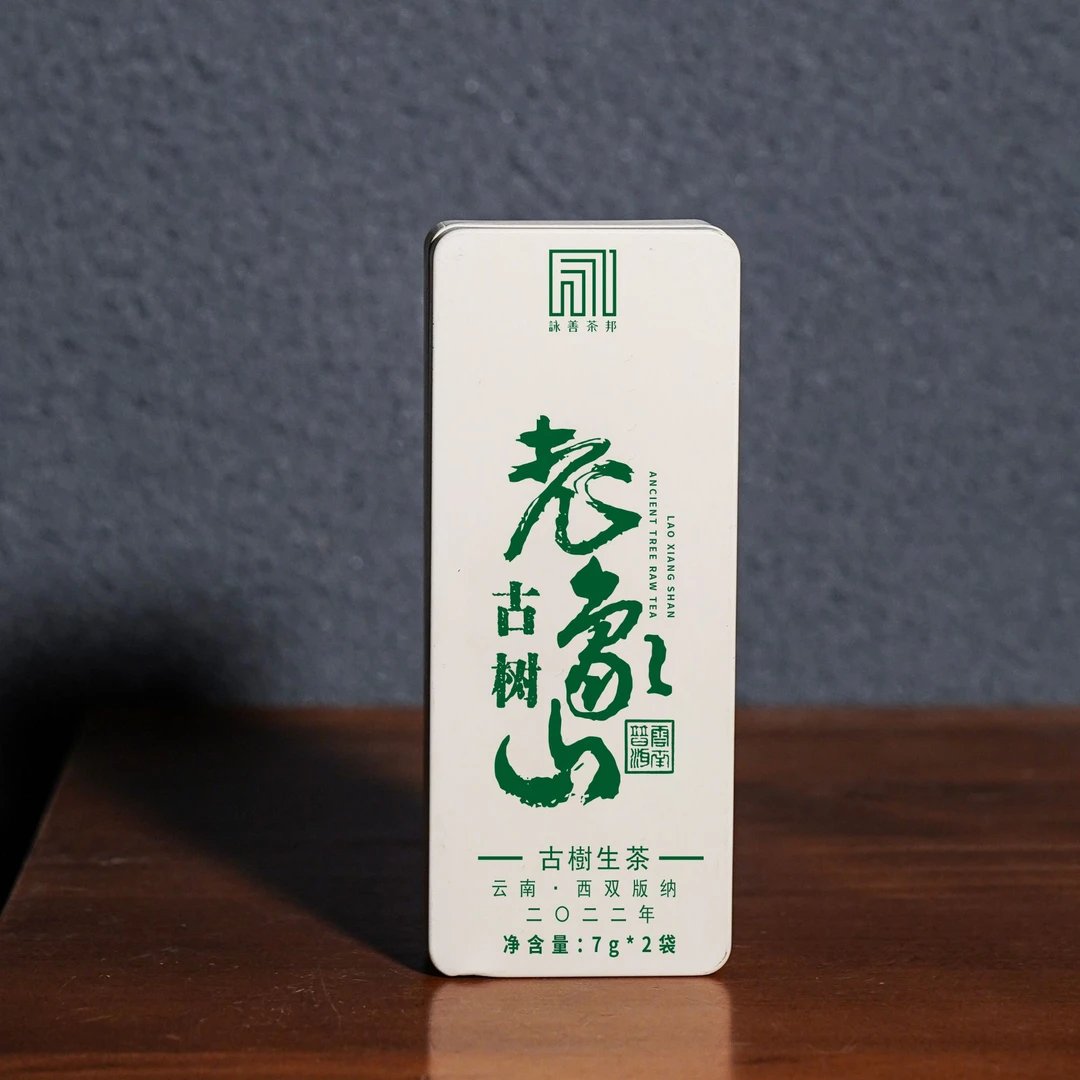 詠善茶邦
老象山
古树
LAO XIANG SHAN
ANCIENT TREE RAW TEA
雲南
普洱
古樹生茶
云南·西双版纳
二〇二二年
净含量:7g*2袋